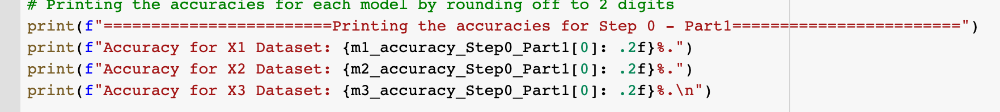 # Printing the accuracies for each model by rounding off to 2 digits
print(f"========================Printing the accuracies for Step 0 - Part1========================")
print(f"Accuracy for X1 Dataset: {m1_accuracy_Step0_Part1[0]: .2f}%.")
print(f"Accuracy for X2 Dataset: {m2_accuracy_Step0_Part1[0]: .2f}%.")
print(f"Accuracy for X3 Dataset: {m3_accuracy_Step0_Part1[0]: .2f}%.\n")